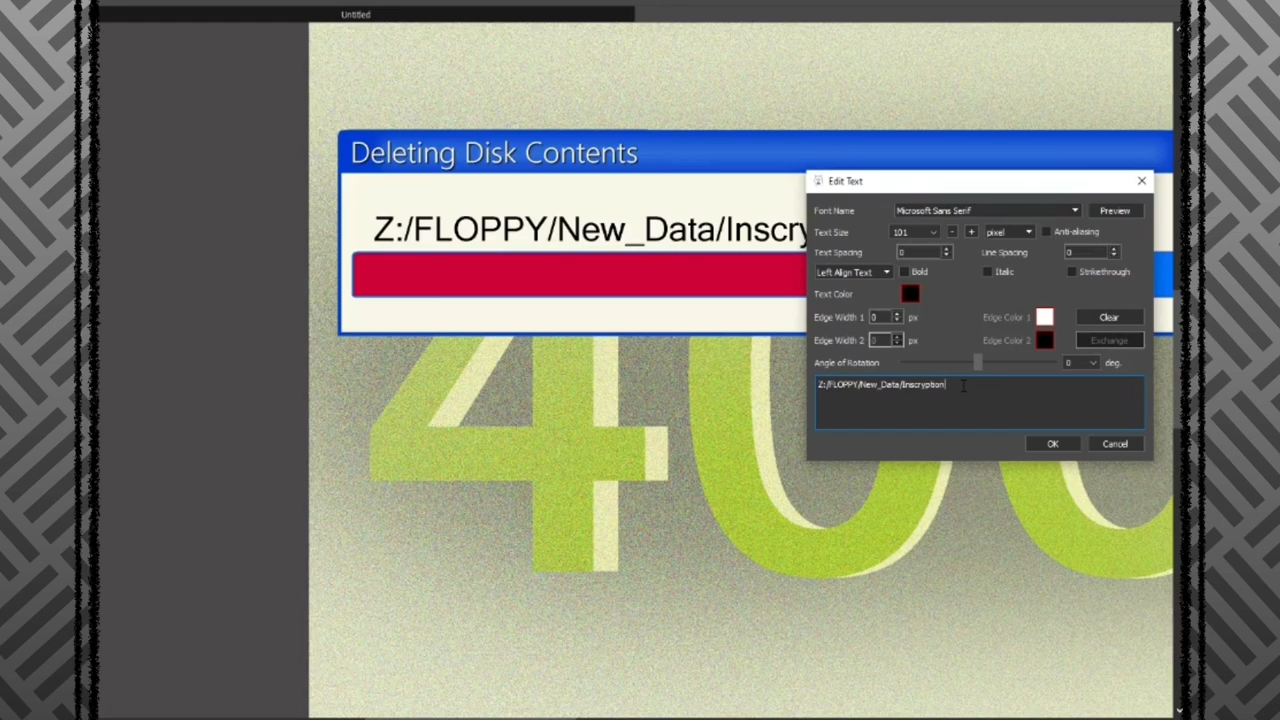 Untitled
Deleting Disk Contents
Z:/FLOPPY/New_Data/Inscry
Edit Text
Font Name Microsoft Sans Serif Preview
Text Size 101 - + pixel Anti-aliasing
Text Spacing 0 Line Spacing 0
Left Align Text Bold Italic Strikethrough
Text Color
Edge Width 1 0 px Edge Color 1 Clear
Edge Width 2 0 px Edge Color 2 Exchange
Angle of Rotation 0 deg.
Z:/FLOPPY/New_Data/Inscryption
OK Cancel
400